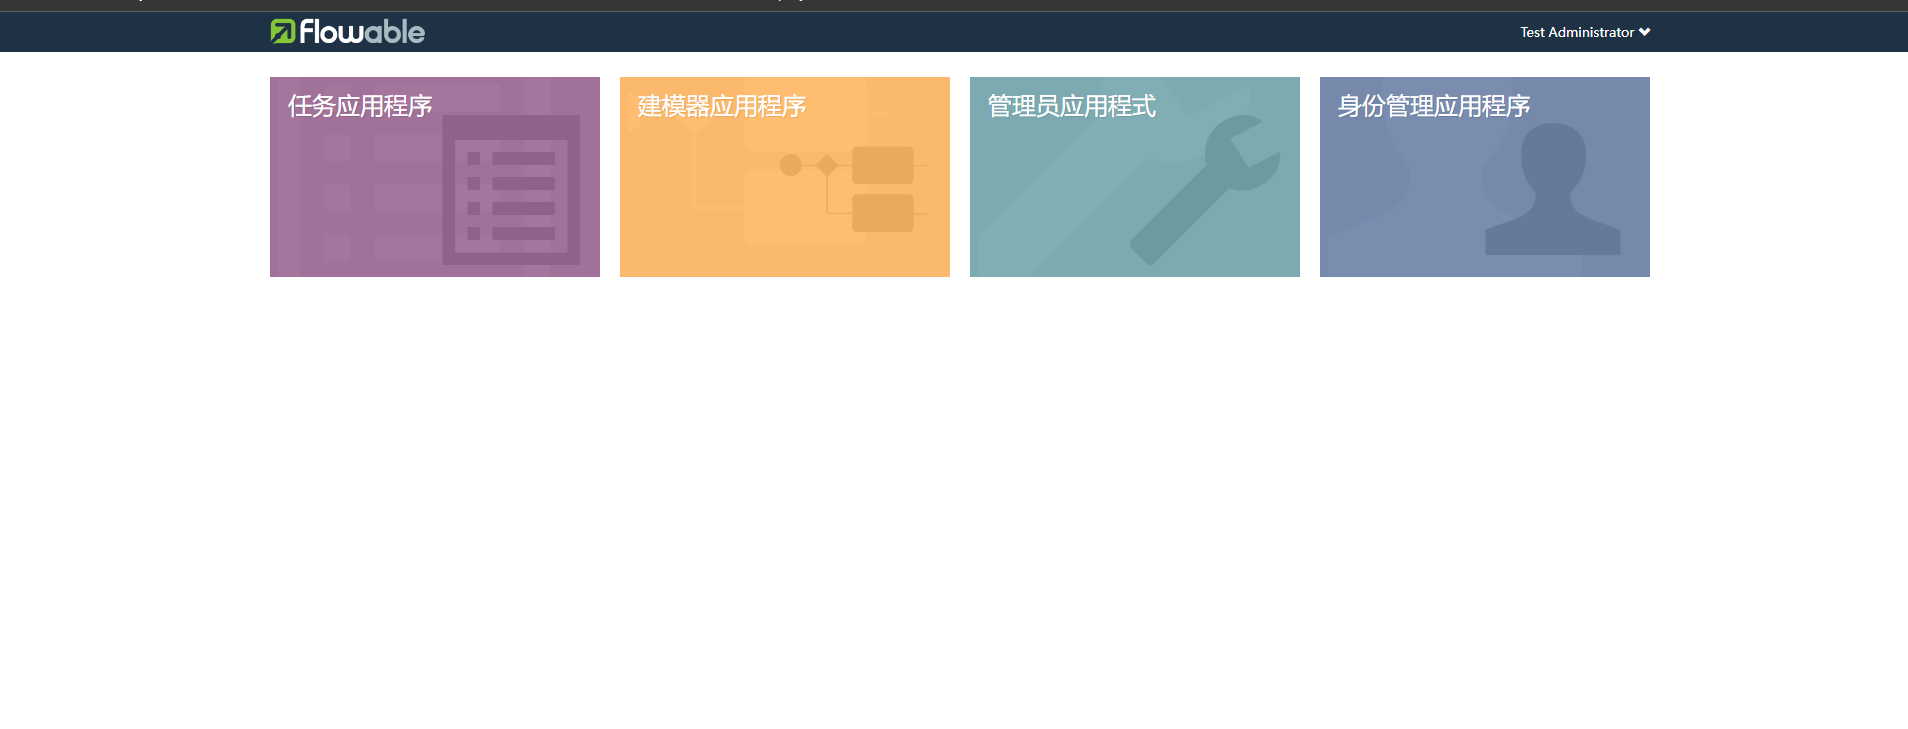 flowable
Test Administrator
任务应用程序
建模器应用程序
管理员应用程式
身份管理应用程序